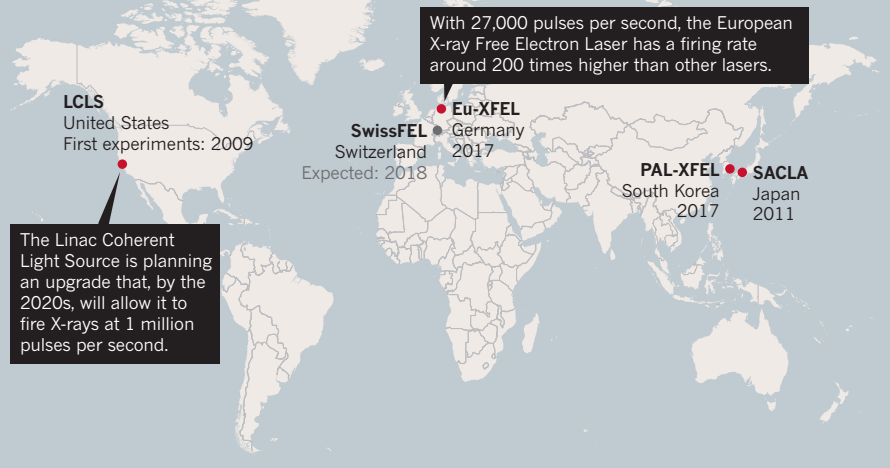 With 27,000 pulses per second, the European
X-ray Free Electron Laser has a firing rate
around 200 times higher than other lasers.
LCLS
United States
First experiments: 2009
Eu-XFEL
Germany
2017
SwissFEL
Switzerland
Expected: 2018
PAL-XFEL
South Korea
2017
SACLA
Japan
2011
The Linac Coherent
Light Source is planning
an upgrade that, by the
2020s, will allow it to
fire X-rays at 1 million
pulses per second.